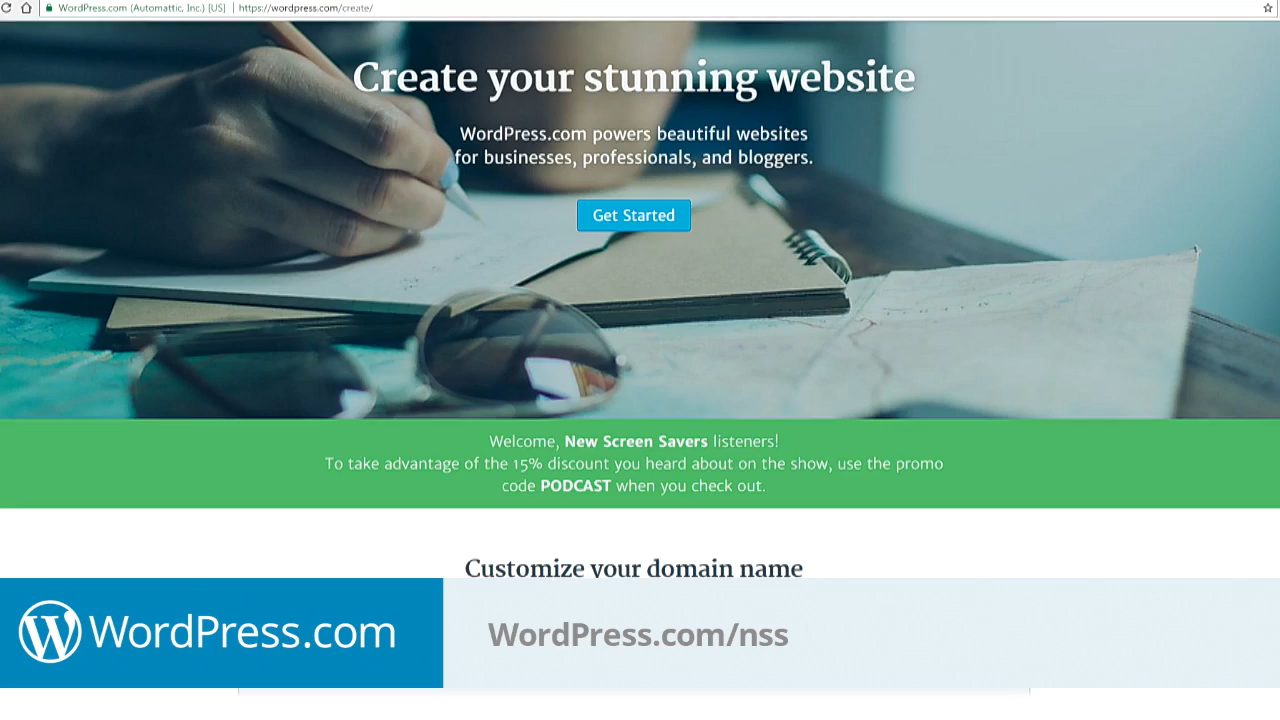 WordPress.com (Automattic, Inc.) [US] https://wordpress.com/create/
Create your stunning website
WordPress.com powers beautiful websites
for businesses, professionals, and bloggers.
Get Started
Welcome, New Screen Savers listeners!
To take advantage of the 15% discount you heard about on the show, use the promo
code PODCAST when you check out.
Customize your domain name
WordPress.com
WordPress.com/nss